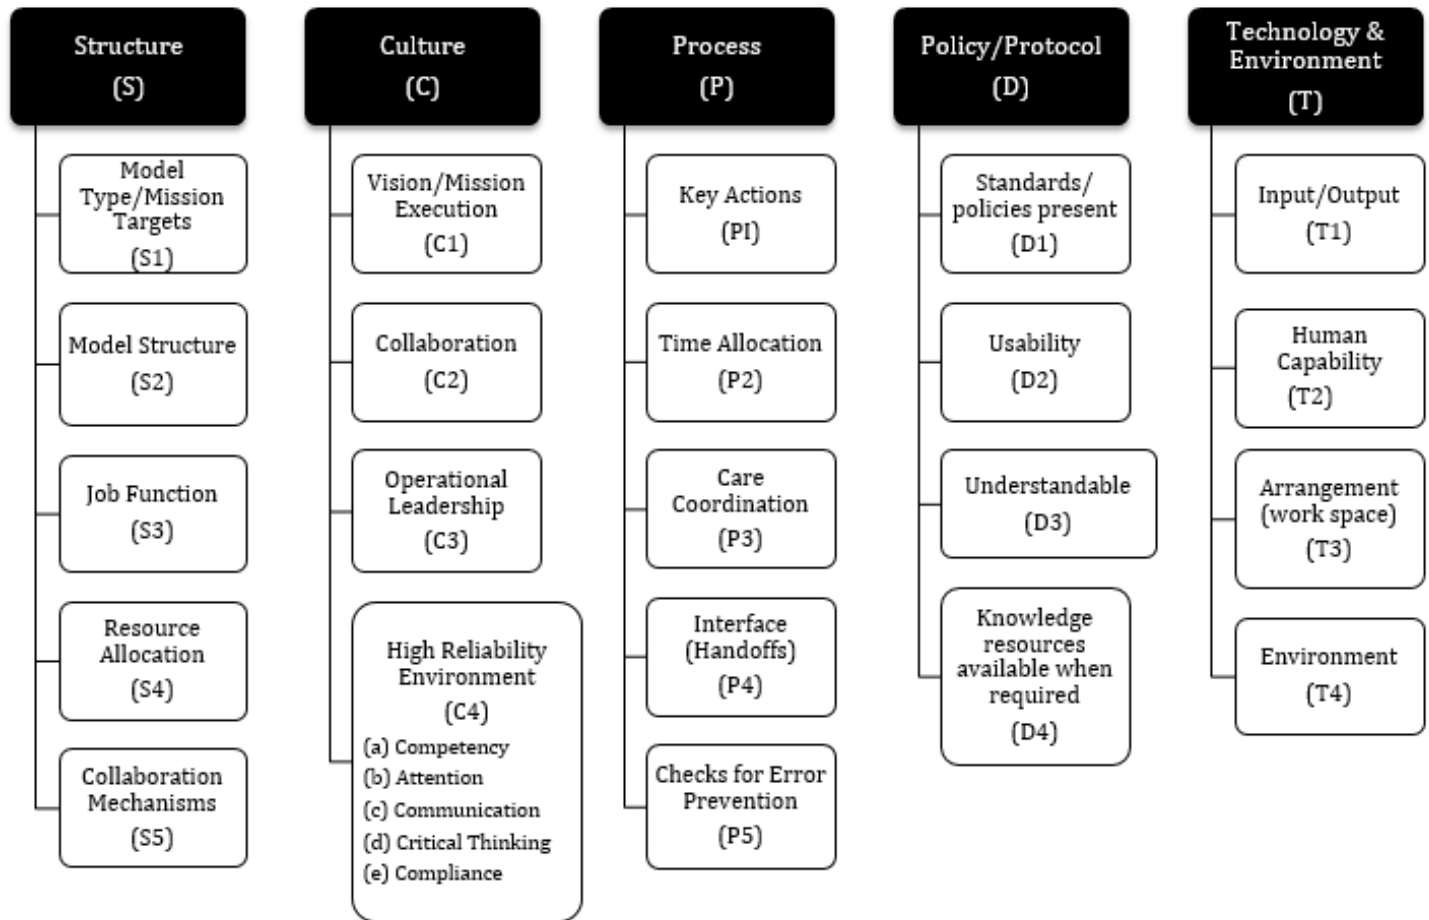 Structure
(S)
Model
Type/Mission
Targets
(S1)
Model Structure
(S2)
Job Function
(S3)
Resource
Allocation
(S4)
Collaboration
Mechanisms
(S5)
Culture
(C)
Vision/Mission
Execution
(C1)
Collaboration
(C2)
Operational
Leadership
(C3)
High Reliability
Environment
(C4)
(a) Competency
(b) Attention
(c) Communication
(d) Critical Thinking
(e) Compliance
Process
(P)
Key Actions
(PI)
Time Allocation
(P2)
Care
Coordination
(P3)
Interface
(Handoffs)
(P4)
Checks for Error
Prevention
(P5)
Policy/Protocol
(D)
Standards/
policies present
(D1)
Usability
(D2)
Understandable
(D3)
Knowledge
resources
available when
required
(D4)
Technology &
Environment
(T)
Input/Output
(T1)
Human
Capability
(T2)
Arrangement
(work space)
(T3)
Environment
(T4)